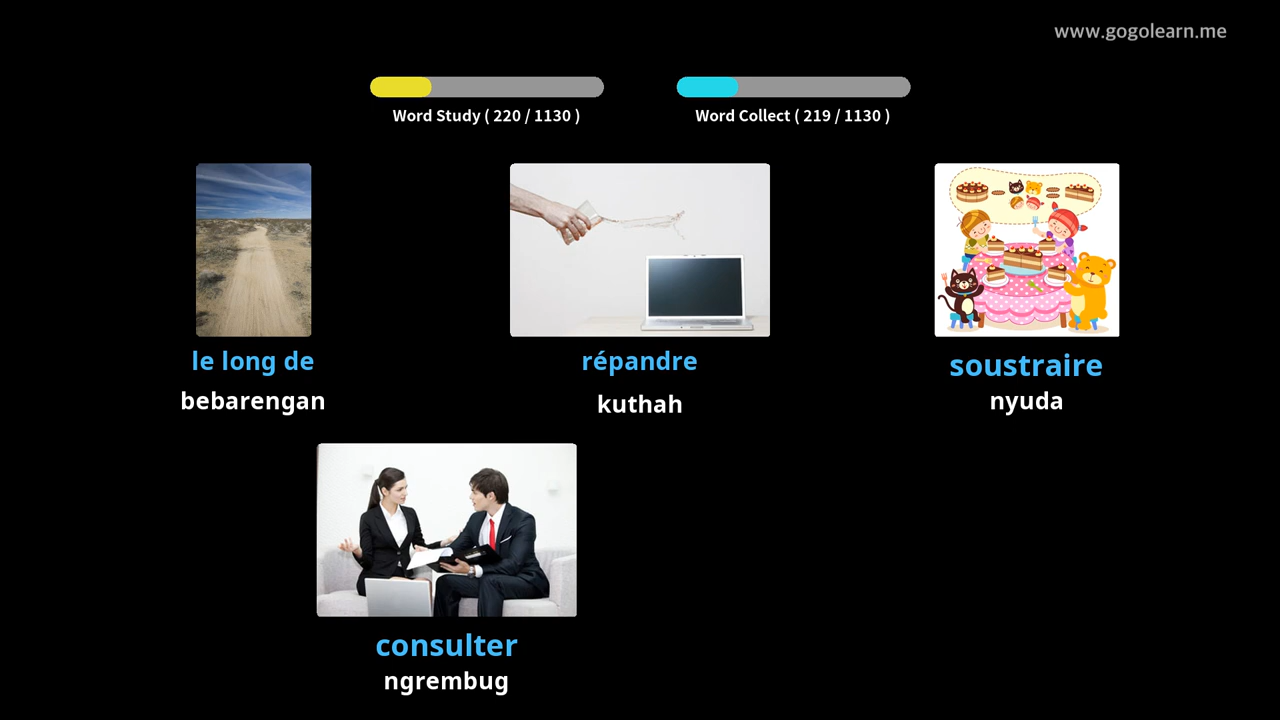 www.gogolearn.me
Word Study ( 220 / 1130 )
Word Collect ( 219 / 1130 )
le long de
bebarengan
répandre
kuthah
soustraire
nyuda
consulter
ngrembug